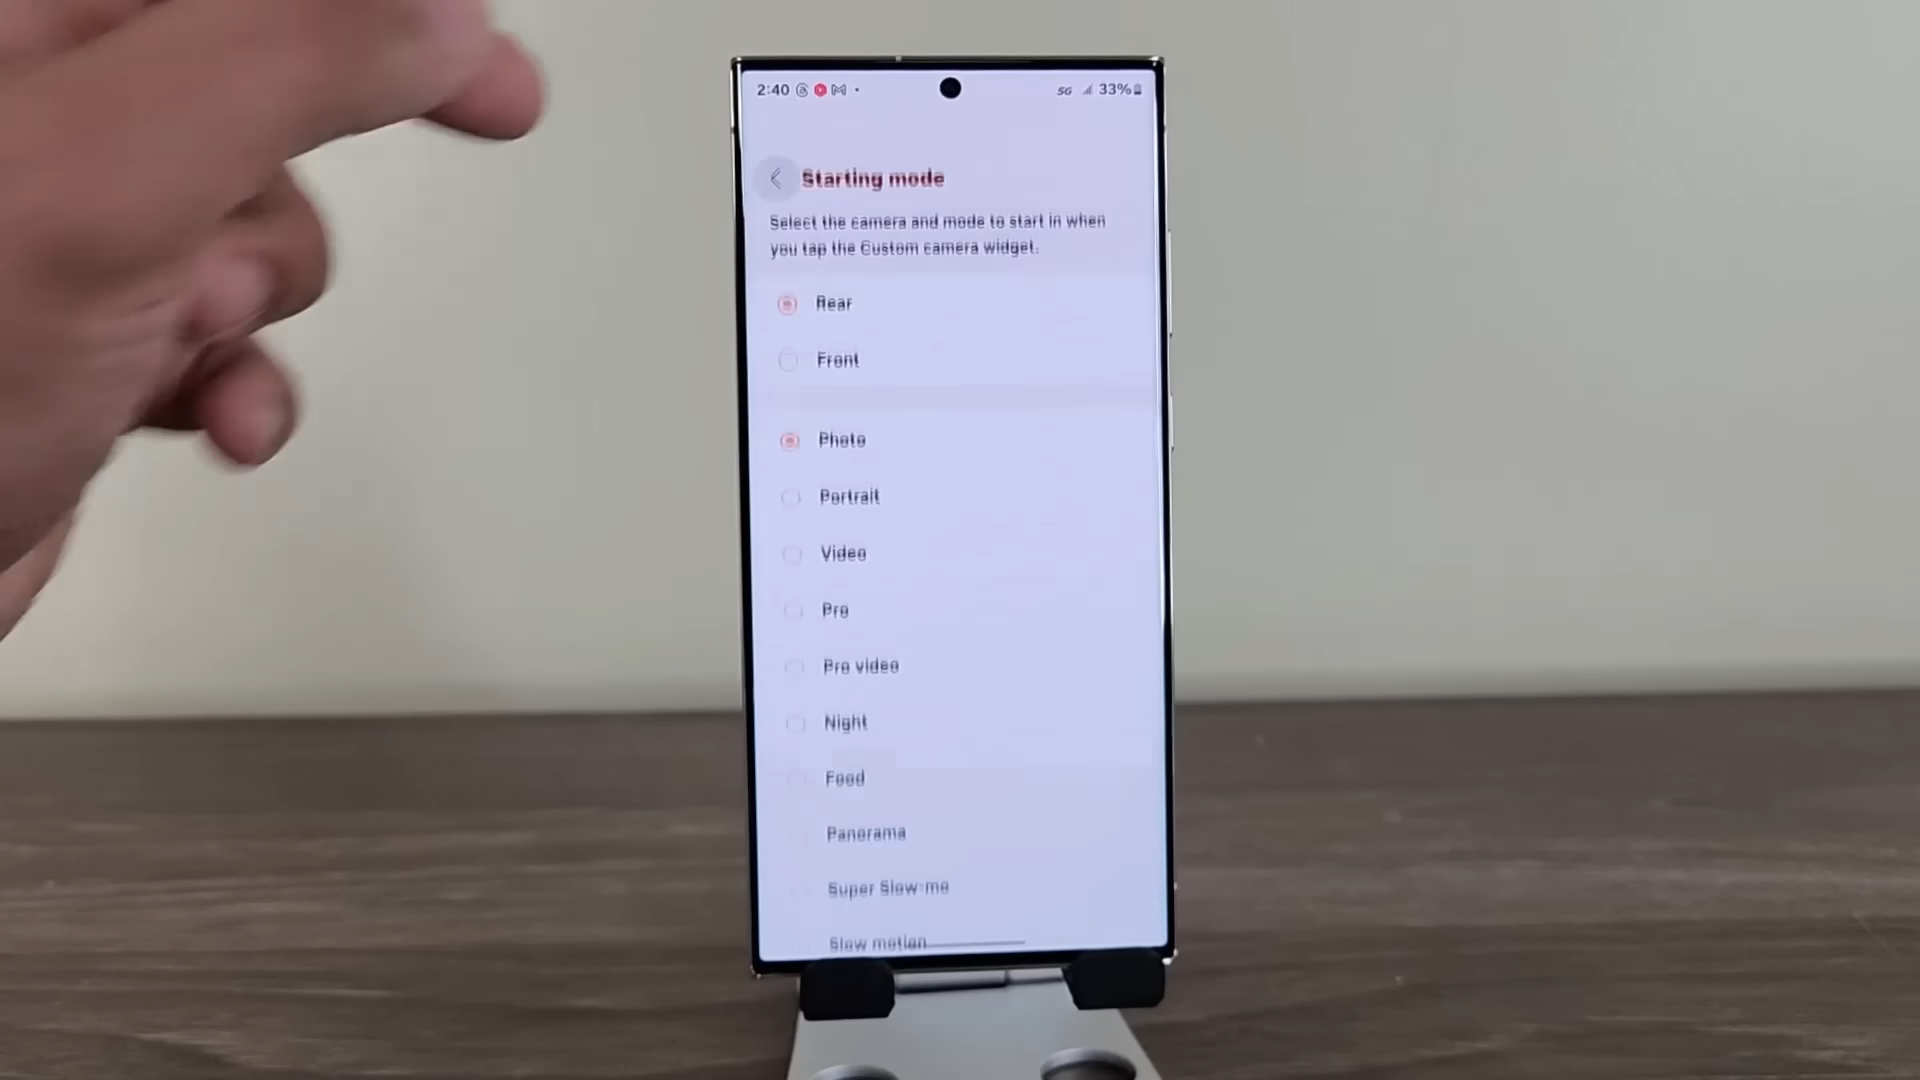 2:40
5G 33%
Starting mode
Select the camera and mode to start in when
you tap the Custom camera widget.
Rear
Front
Photo
Portrait
Video
Pro
Pro video
Night
Food
Panorama
Super Slow-mo
Slow motion